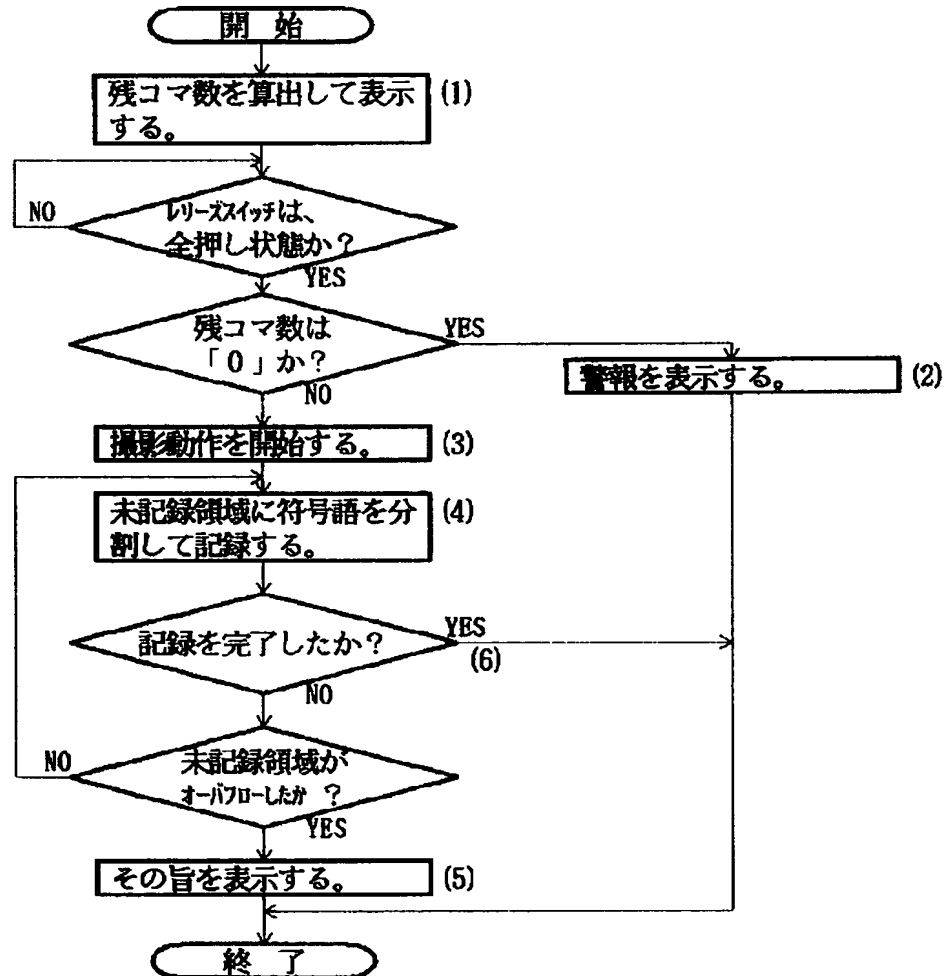 開 始
残コマ数を算出して表示
する。
(1)
NO
レリーズスイッチは、
全押し状態か?
YES
残コマ数は
「0」か?
YES
NO
警報を表示する。
(2)
撮影動作を開始する。
(3)
未記録領域に符号語を分
割して記録する。
(4)
記録を完了したか?
YES
(6)
NO
未記録領域が
オーバフローしたか ?
NO
YES
その旨を表示する。
(5)
終 了